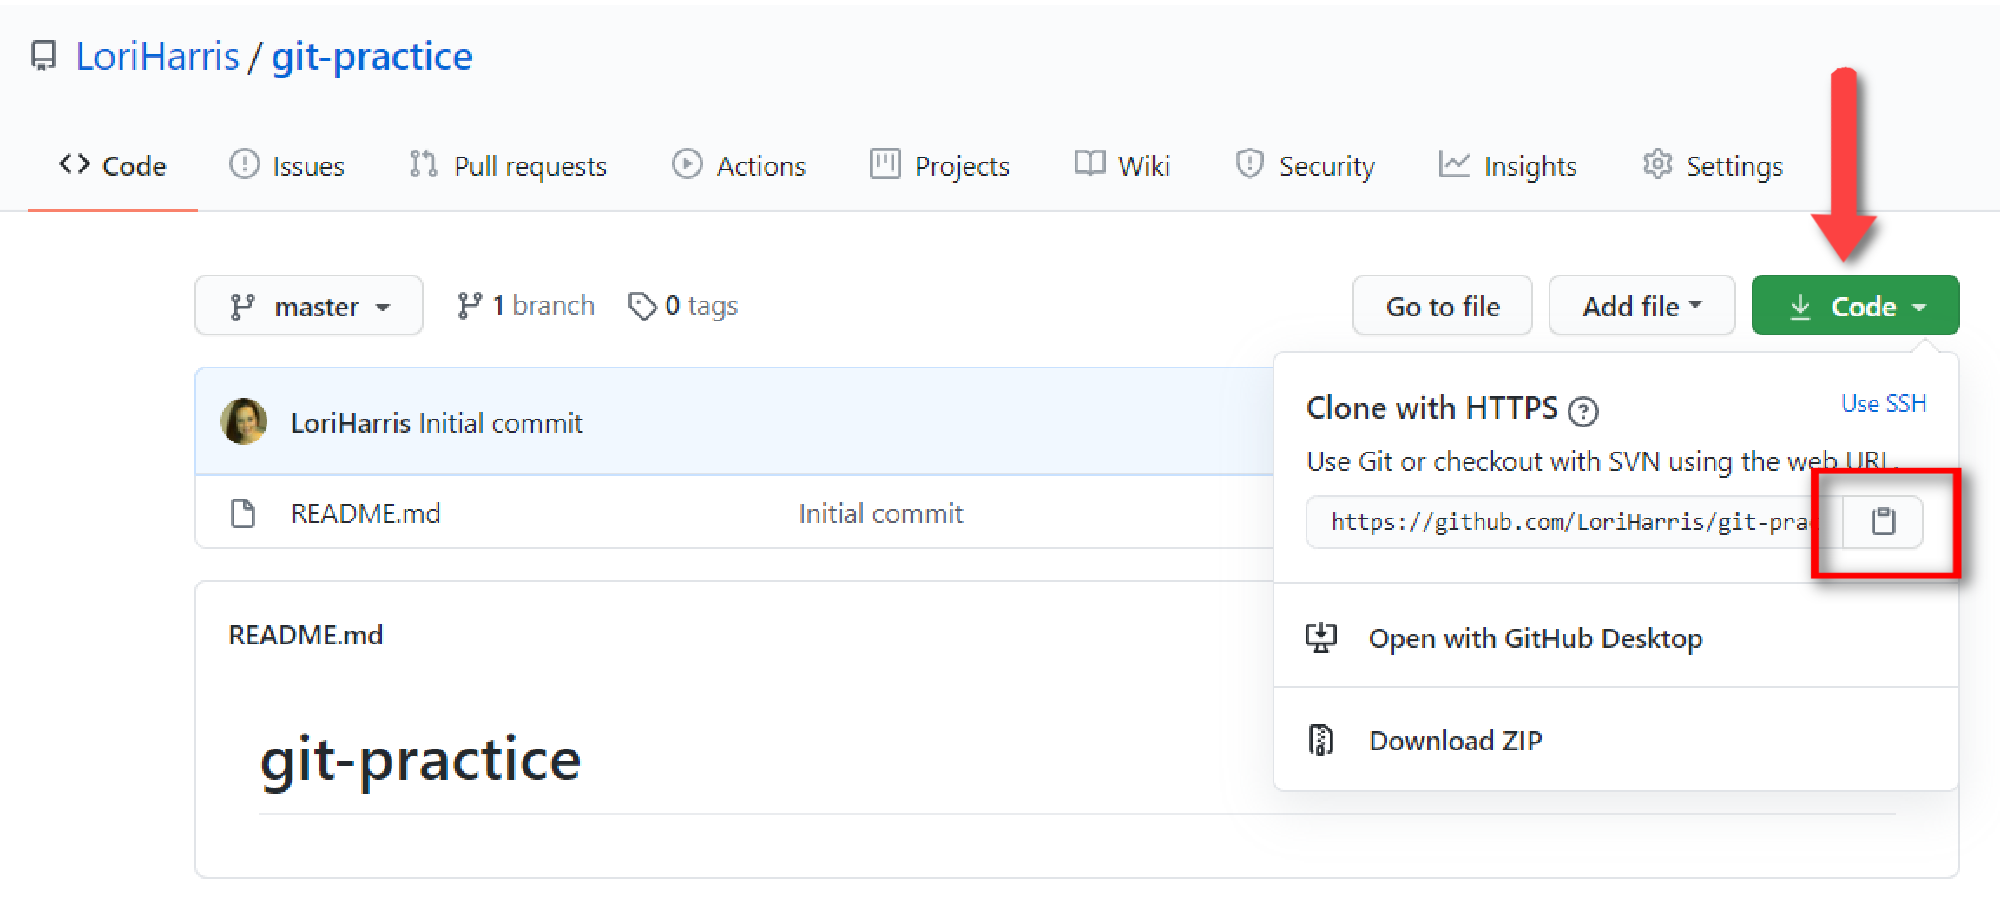 LoriHarris / git-practice
Code Issues Pull requests Actions Projects Wiki Security Insights Settings
master 1 branch 0 tags Go to file Add file Code
LoriHarris Initial commit
README.md Initial commit
README.md
git-practice
Clone with HTTPS Use SSH
Use Git or checkout with SVN using the web URL.
https://github.com/LoriHarris/git-prac
Open with GitHub Desktop
Download ZIP